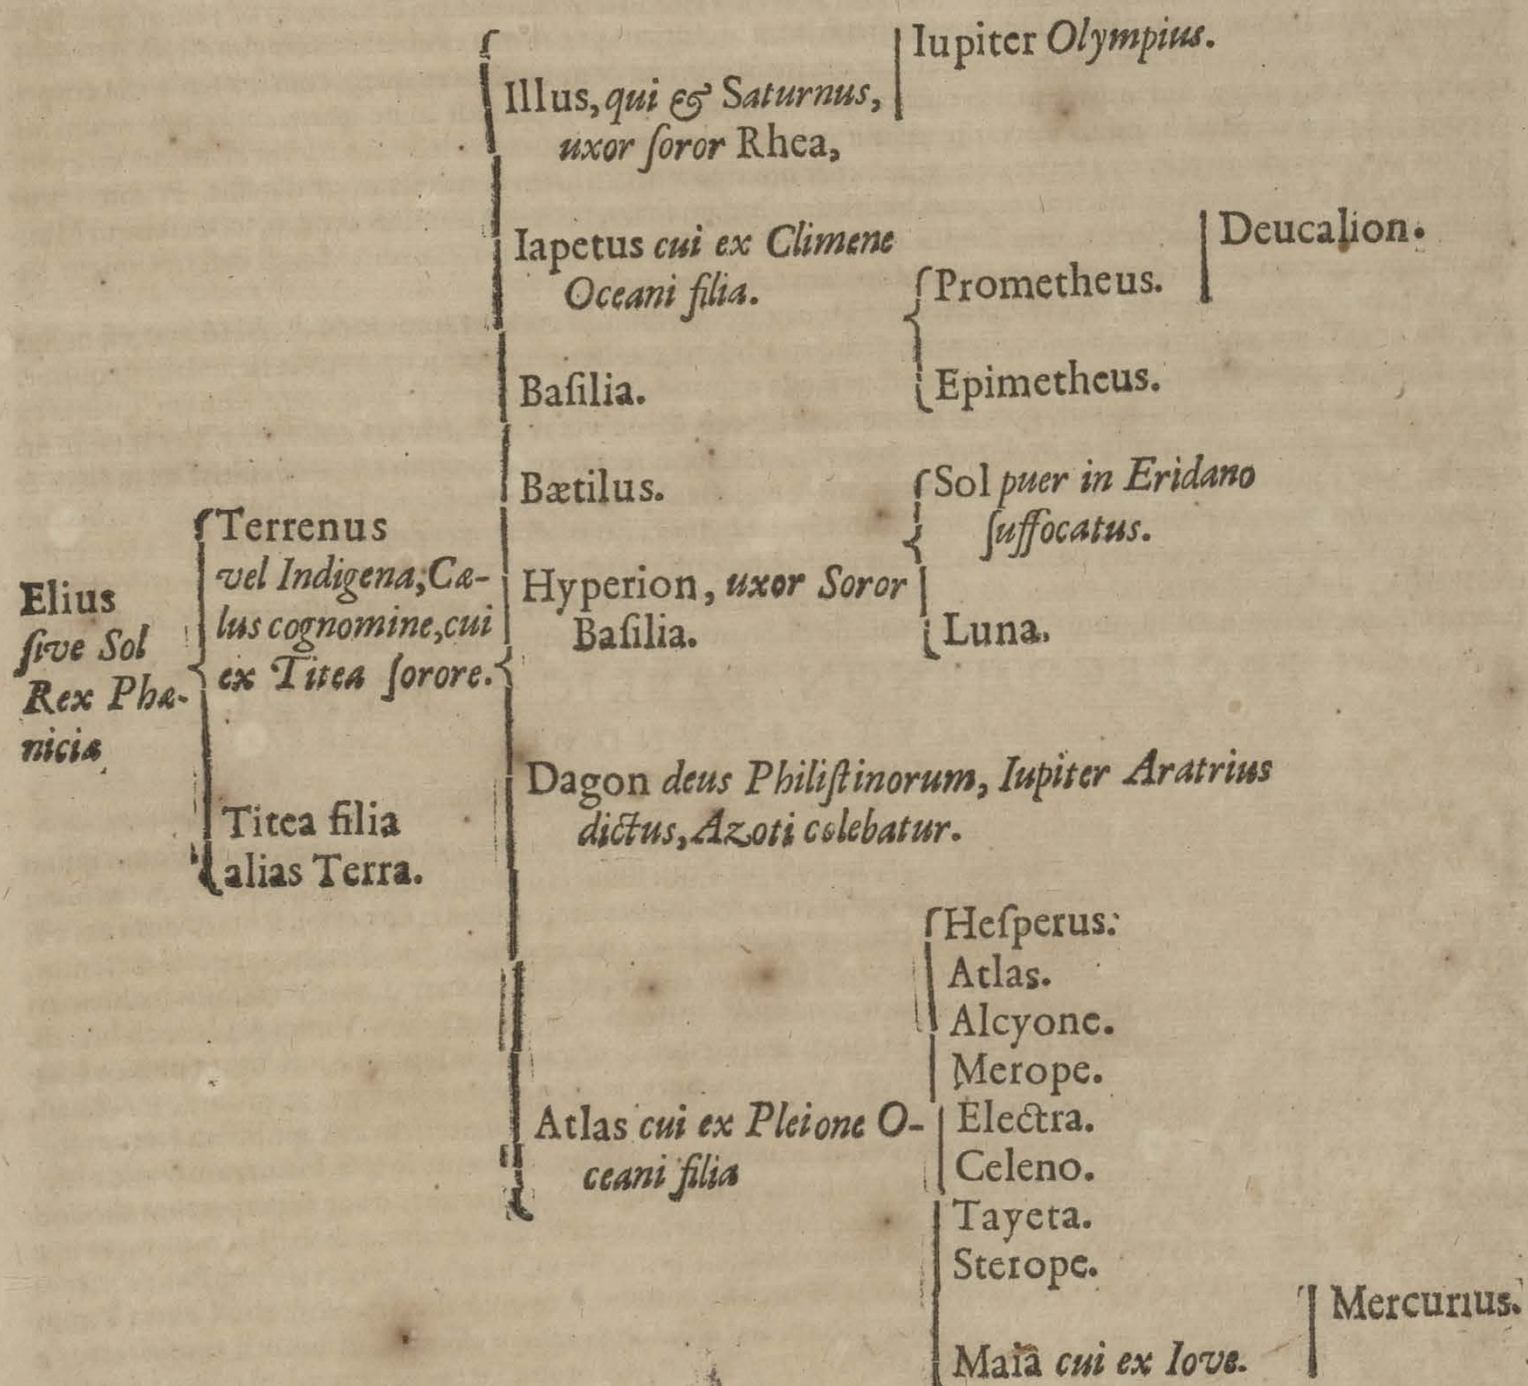 Iupiter Olympius.
Illus, qui & Saturnus,
uxor ſoror Rhea,
Iapetus cui ex Climene
Oceani filia.
Deucalion.
Prometheus.
Epimetheus.
Baſilia.
Bætilus.
Sol puer in Eridano
ſuffocatus.
Hyperion, uxor Soror
Baſilia.
Luna.
Elius
ſive Sol
Rex Phæ-
niciæ
Terrenus
vel Indigena, Cæ-
lus cognomine, cui
ex Titea ſorore.
Titea filia
alias Terra.
Dagon deus Philiſtinorum, Iupiter Aratrius
dictus, Azoti colebatur.
Atlas cui ex Pleione O-
ceani filia
Heſperus.
Atlas.
Alcyone.
Merope.
Electra.
Celeno.
Tayeta.
Sterope.
Maia cui ex Iove.
Mercurius.